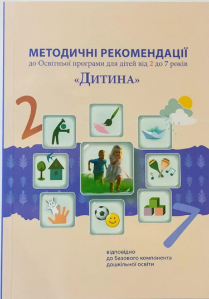 МЕТОДИЧНІ РЕКОМЕНДАЦІЇ
до Освітньої програми для дітей від 2 до 7 років
«ДИТИНА»
2
7
відповідно
до Базового компонента
дошкільної освіти